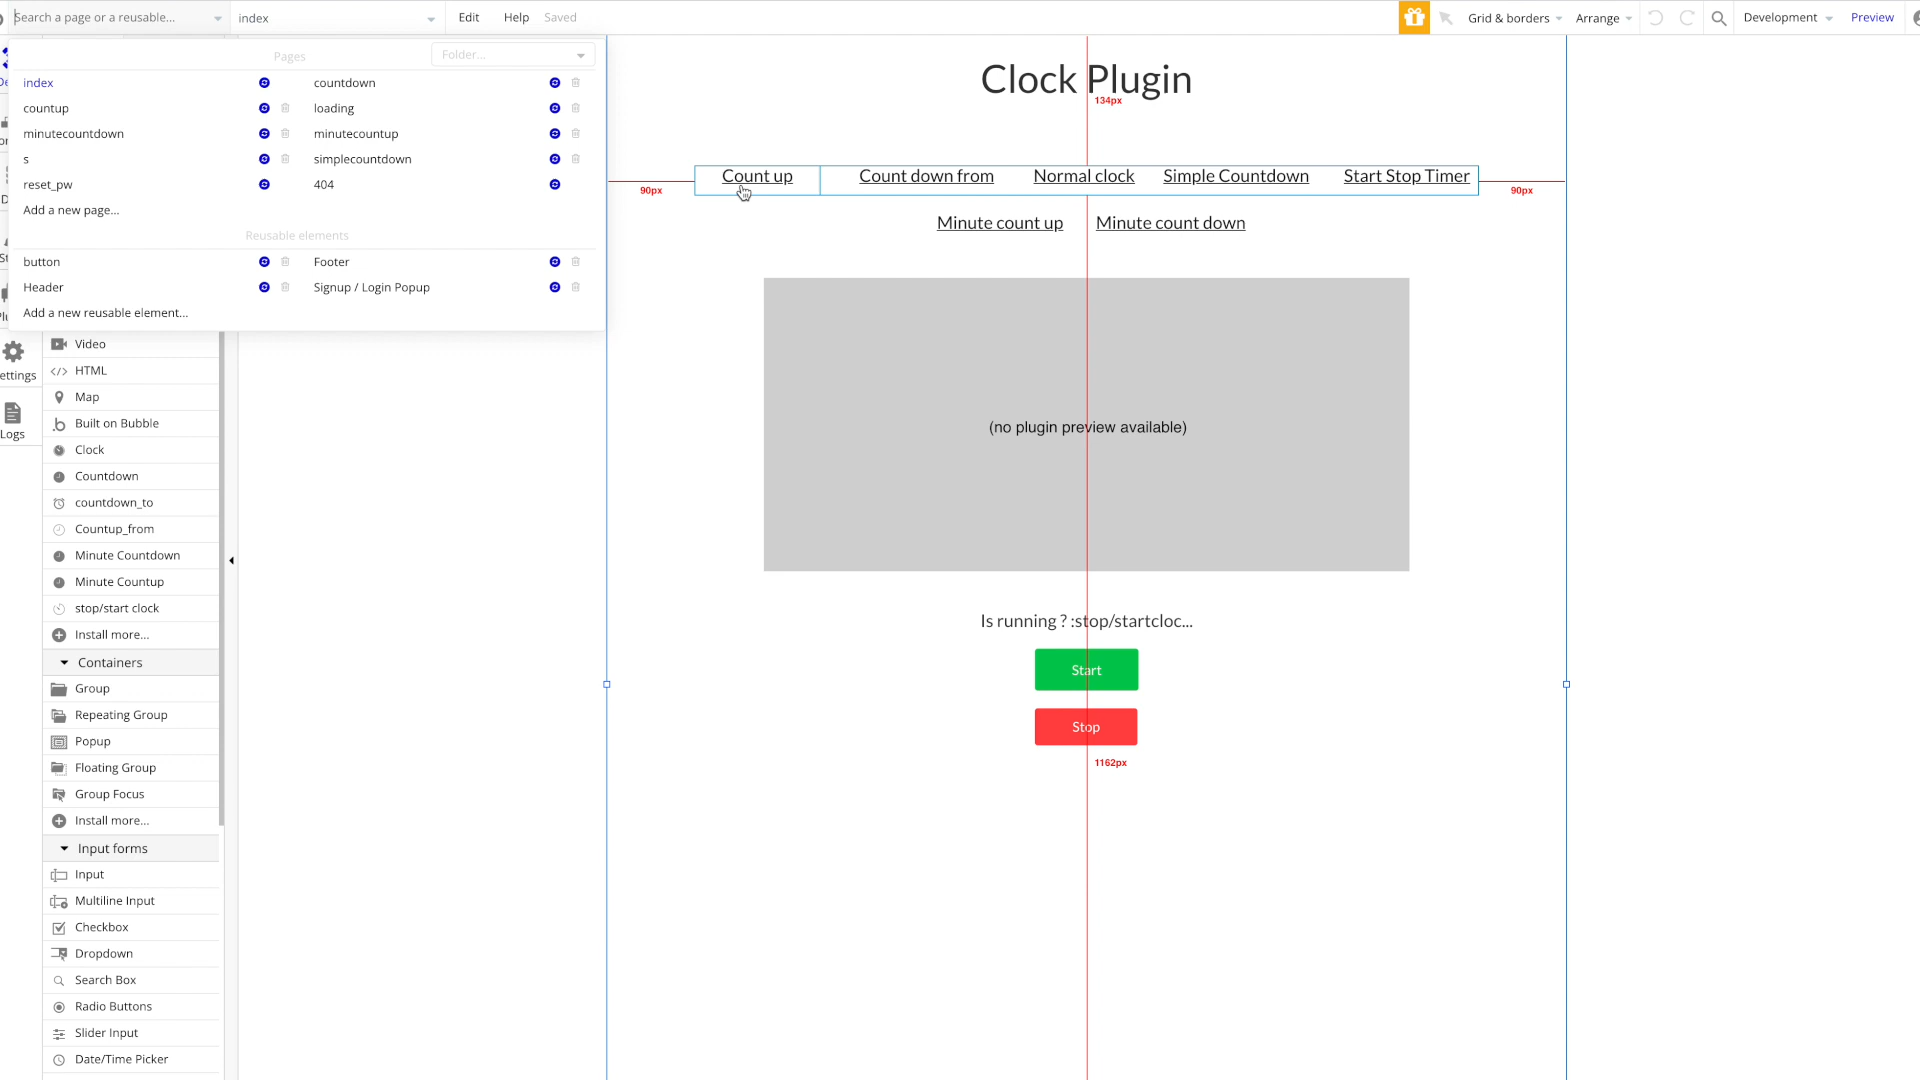 Search a page or a reusable...
index
Edit
Help
Saved
Grid & borders
Arrange
Development
Preview
Pages
Folder...
index
countdown
countup
loading
minutecountdown
minutecountup
s
simplecountdown
reset_pw
404
Add a new page...
Reusable elements
button
Footer
Header
Signup / Login Popup
Add a new reusable element...
ettings
Logs
Video
HTML
Map
Built on Bubble
Clock
Countdown
countdown_to
Countup_from
Minute Countdown
Minute Countup
stop/start clock
Install more...
Containers
Group
Repeating Group
Popup
Floating Group
Group Focus
Install more...
Input forms
Input
Multiline Input
Checkbox
Dropdown
Search Box
Radio Buttons
Slider Input
Date/Time Picker
Clock Plugin
134px
90px
Count up
Count down from
Normal clock
Simple Countdown
Start Stop Timer
90px
Minute count up
Minute count down
(no plugin preview available)
Is running ? :stop/startcloc...
Start
Stop
1162px